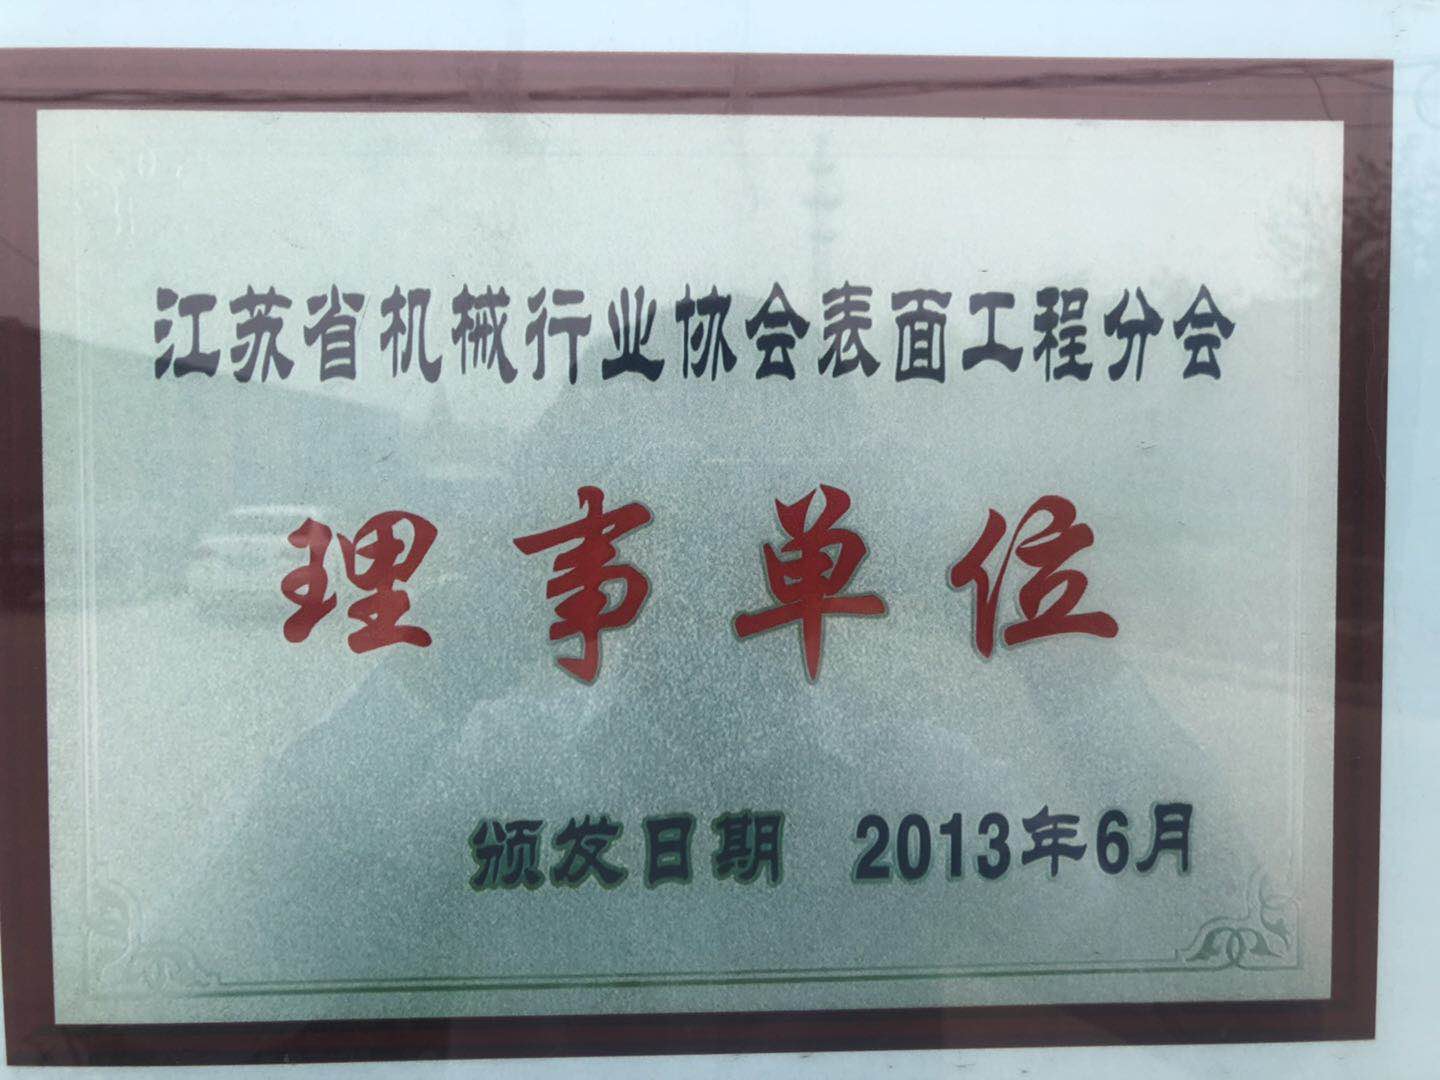 江苏省机械行业协会表面工程分会
理事单位
颁发日期 2013年6月